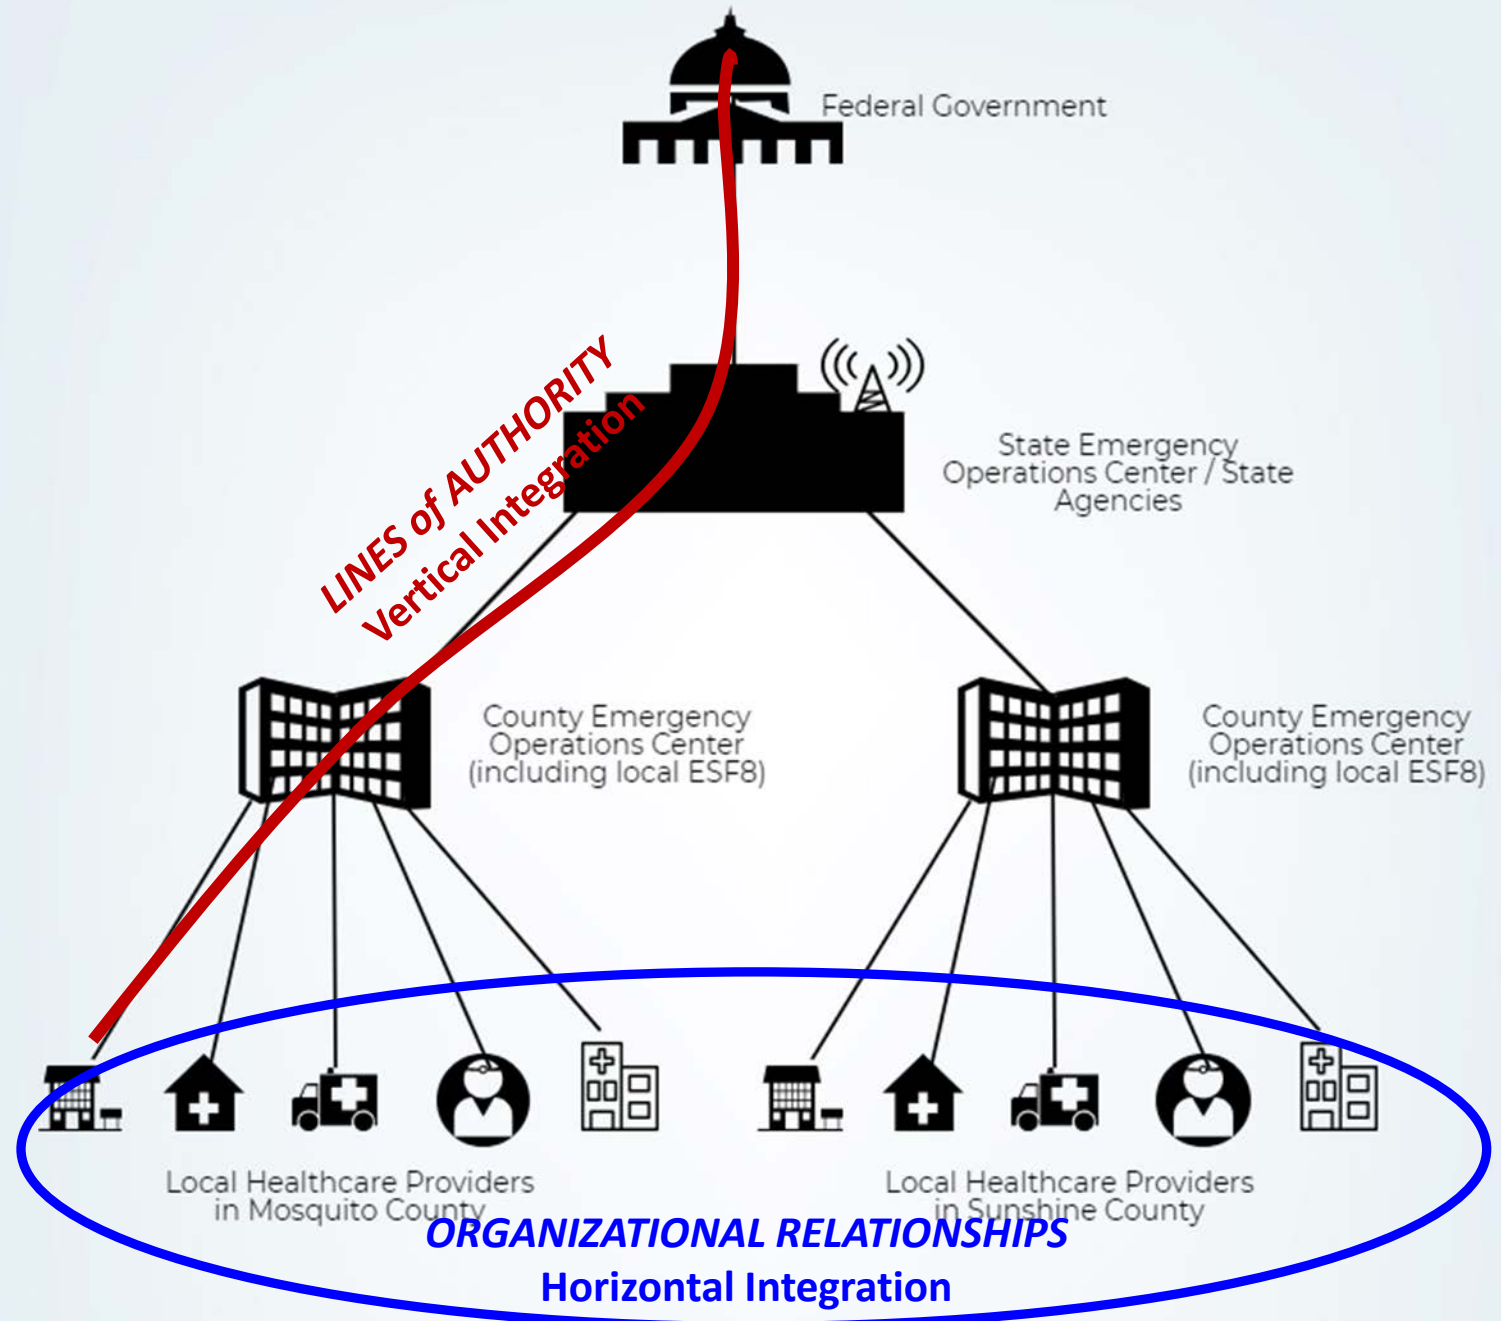 Federal Government
LINES of AUTHORITY
Vertical Integration
State Emergency
Operations Center / State
Agencies
County Emergency
Operations Center
(including local ESF8)
County Emergency
Operations Center
(including local ESF8)
Local Healthcare Providers
in Mosquito County
Local Healthcare Providers
in Sunshine County
ORGANIZATIONAL RELATIONSHIPS
Horizontal Integration